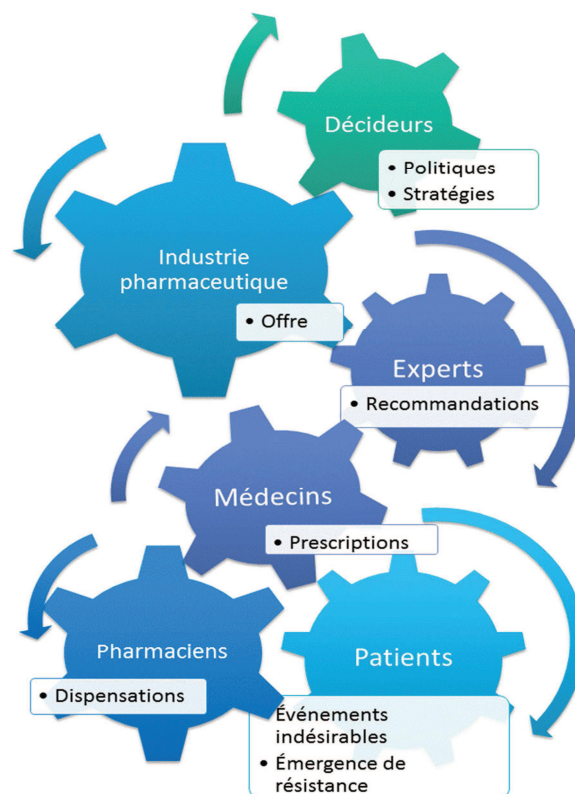 Décideurs
• Politiques
• Stratégies
Industrie
pharmaceutique
• Offre
Experts
• Recommandations
Médecins
• Prescriptions
Pharmaciens
• Dispensations
Patients
Événements
indésirables
• Émergence de
résistance